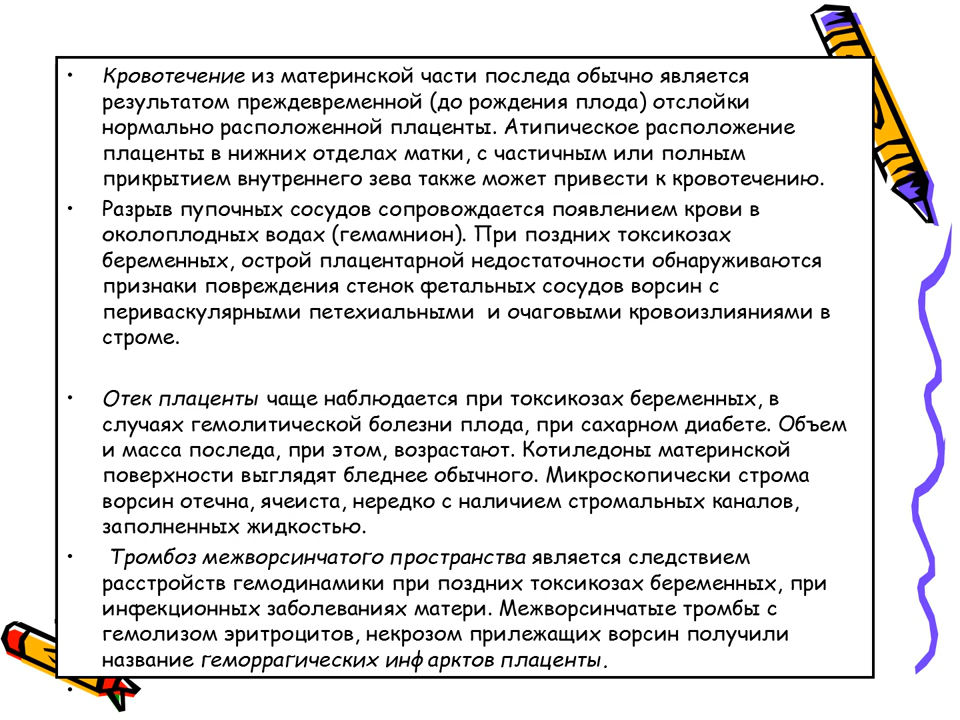 • Кровотечение из материнской части последа обычно является
результатом преждевременной (до рождения плода) отслойки
нормально расположенной плаценты. Атипическое расположение
плаценты в нижних отделах матки, с частичным или полным
прикрытием внутреннего зева также может привести к кровотечению.
• Разрыв пупочных сосудов сопровождается появлением крови в
околоплодных водах (гемамнион). При поздних токсикозах
беременных, острой плацентарной недостаточности обнаруживаются
признаки повреждения стенок фетальных сосудов ворсин с
периваскулярными петехиальными и очаговыми кровоизлияниями в
строме.
• Отек плаценты чаще наблюдается при токсикозах беременных, в
случаях гемолитической болезни плода, при сахарном диабете. Объем
и масса последа, при этом, возрастают. Котиледоны материнской
поверхности выглядят бледнее обычного. Микроскопически строма
ворсин отечна, ячеиста, нередко с наличием стромальных каналов,
заполненных жидкостью.
• Тромбоз межворсинчатого пространства является следствием
расстройств гемодинамики при поздних токсикозах беременных, при
инфекционных заболеваниях матери. Межворсинчатые тромбы с
гемолизом эритроцитов, некрозом прилежащих ворсин получили
название геморрагических инфарктов плаценты.
•